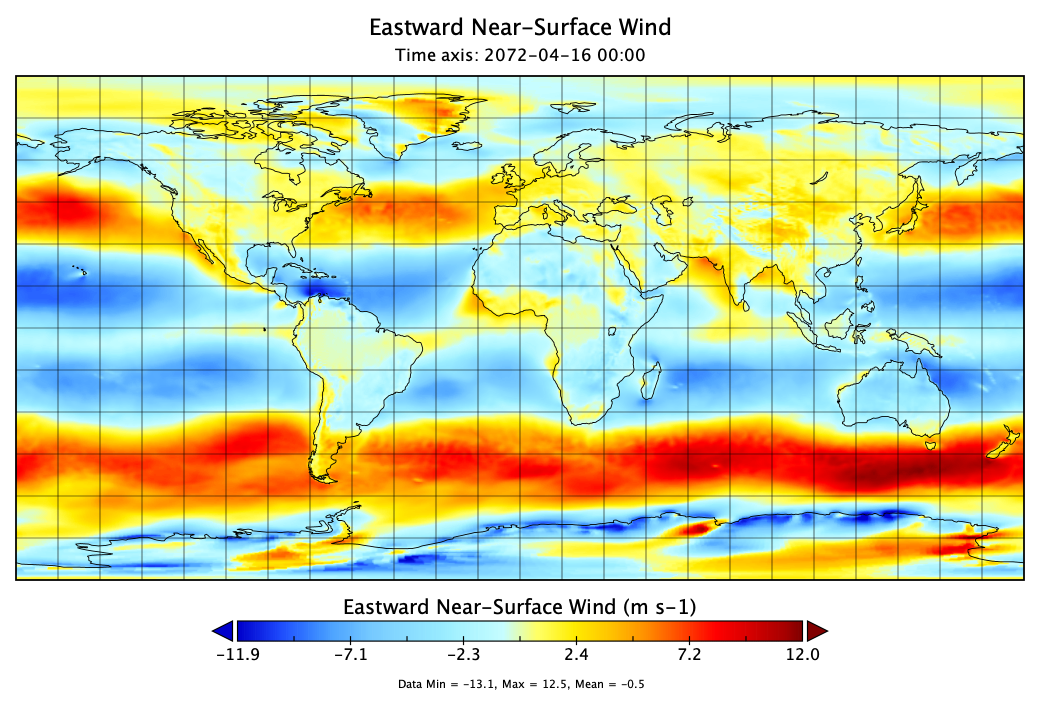 Eastward Near-Surface Wind
Time axis: 2072-04-16 00:00
Eastward Near-Surface Wind (m s-1)
-11.9 -7.1 -2.3 2.4 7.2 12.0
Data Min = -13.1, Max = 12.5, Mean = -0.5